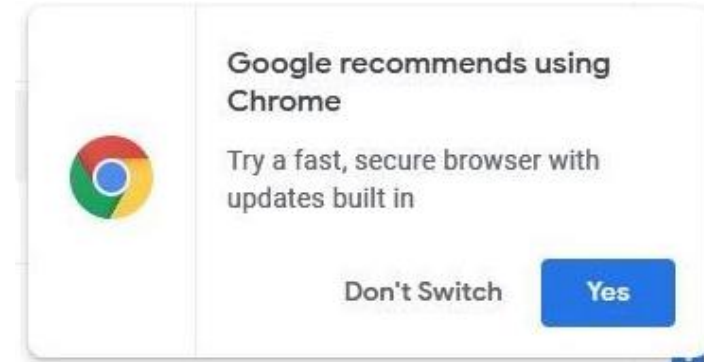 Google recommends using
Chrome
Try a fast, secure browser with
updates built in
Don't Switch
Yes